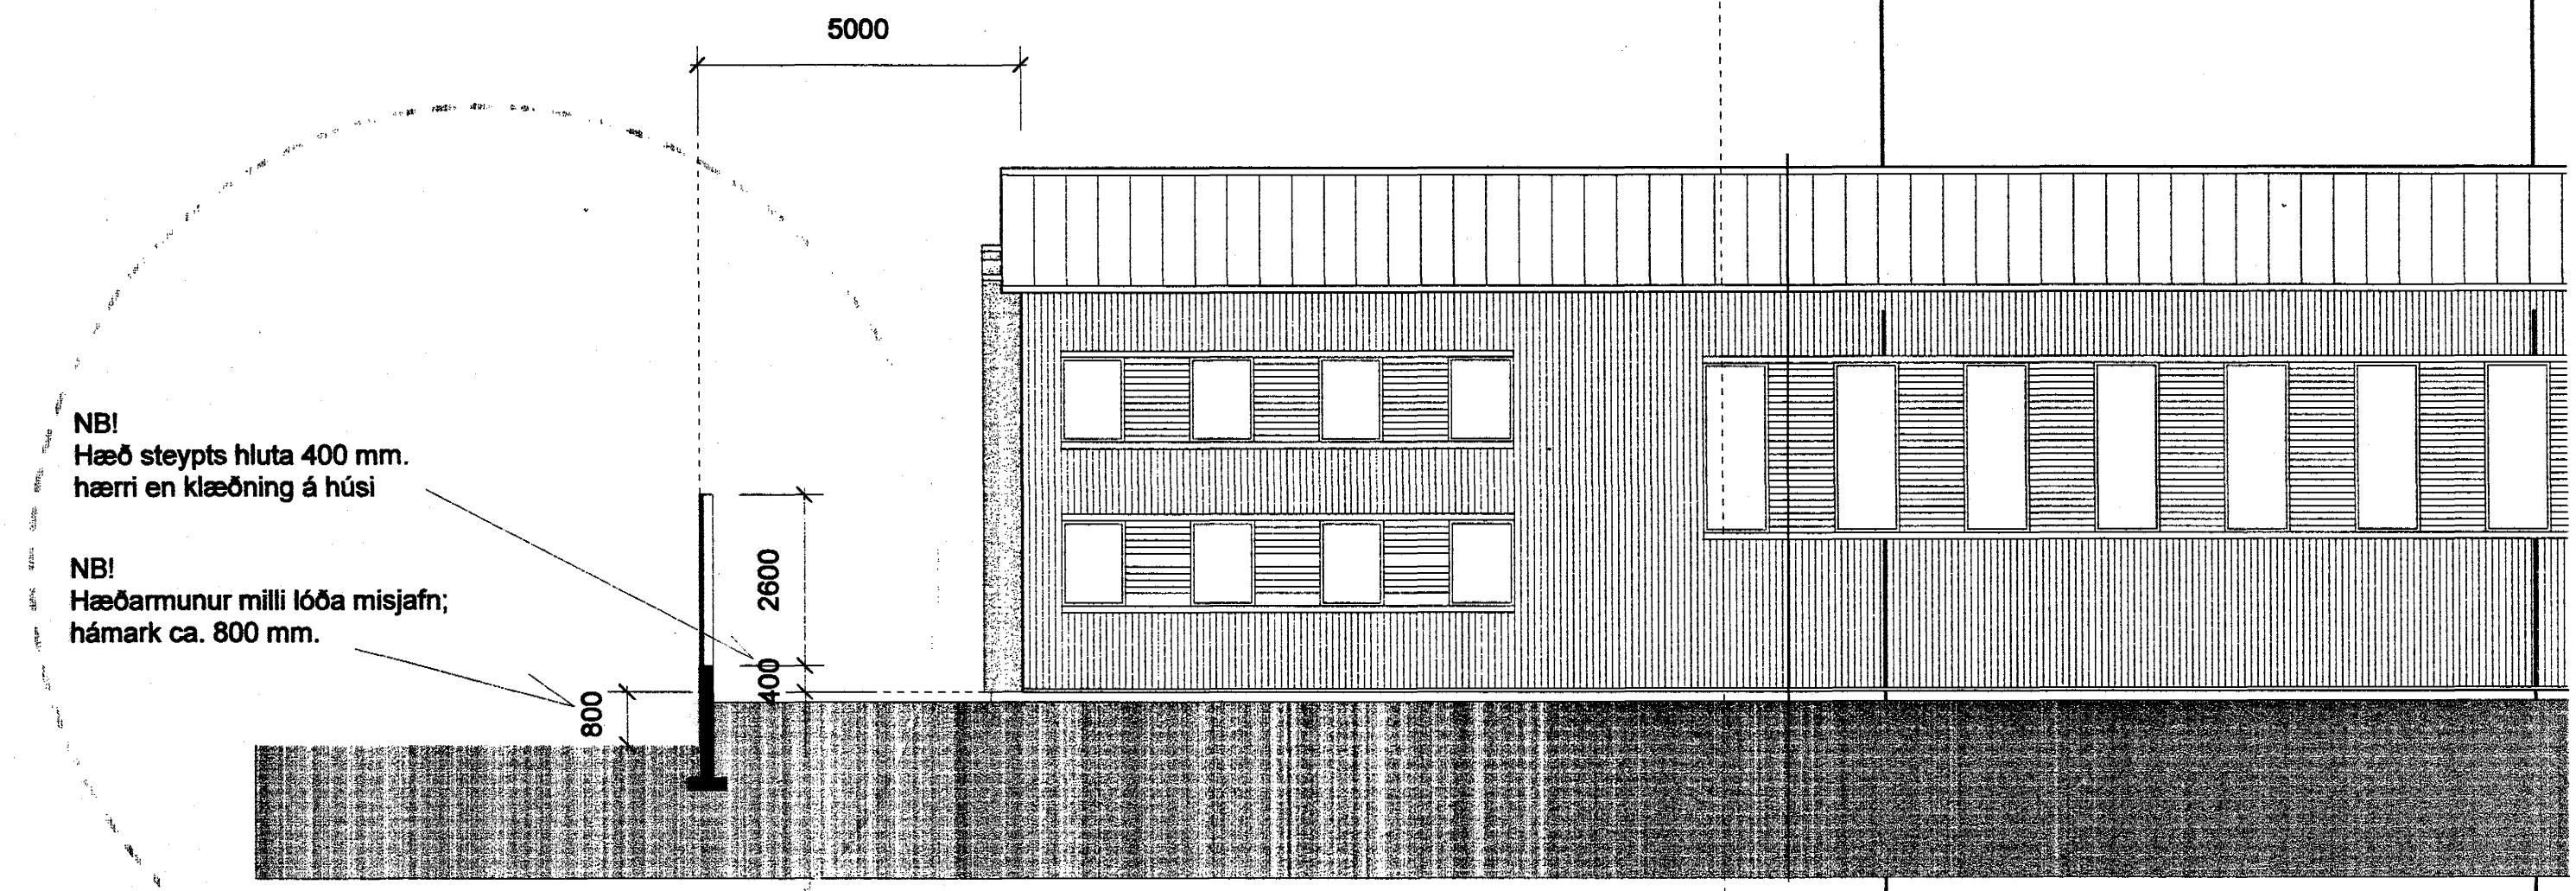 5000
NB!
Hæð steypts hluta 400 mm.
hærri en klæðning á húsi
NB!
Hæðarmunur milli lóða misjafn;
hámark ca. 800 mm.
2600
400
800